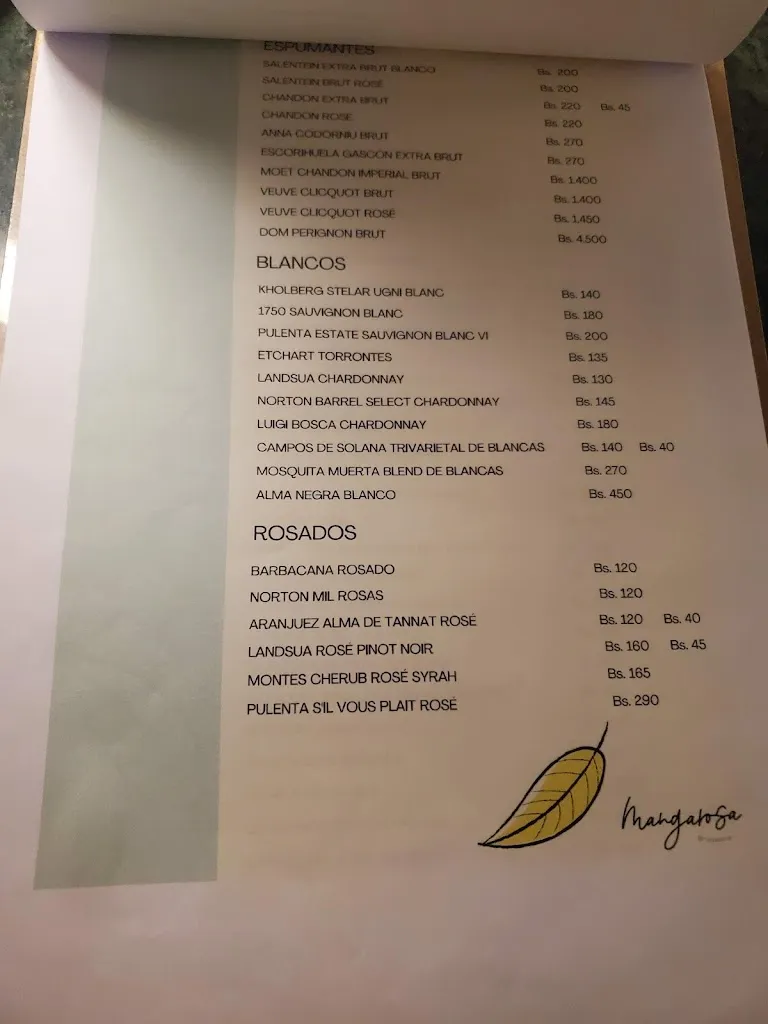 ESPUMANTES
SALENTEIN EXTRA BRUT BLANCO Bs. 200
SALENTEIN BRUT ROSÉ Bs. 200
CHANDON EXTRA BRUT Bs. 220 Bs. 45
CHANDON ROSÉ Bs. 220
ANNA CODORNIU BRUT Bs. 270
ESCORIHUELA GASCON EXTRA BRUT Bs. 270
MOET CHANDON IMPERIAL BRUT Bs. 1.400
VEUVE CLICQUOT BRUT Bs. 1.400
VEUVE CLICQUOT ROSÉ Bs. 1.450
DOM PERIGNON BRUT Bs. 4.500
BLANCOS
KHOLBERG STELAR UGNI BLANC Bs. 140
1750 SAUVIGNON BLANC Bs. 180
PULENTA ESTATE SAUVIGNON BLANC VI Bs. 200
ETCHART TORRONTES Bs. 135
LANDSUA CHARDONNAY Bs. 130
NORTON BARREL SELECT CHARDONNAY Bs. 145
LUIGI BOSCA CHARDONNAY Bs. 180
CAMPOS DE SOLANA TRIVARIETAL DE BLANCAS Bs. 140 Bs. 40
MOSQUITA MUERTA BLEND DE BLANCAS Bs. 270
ALMA NEGRA BLANCO Bs. 450
ROSADOS
BARBACANA ROSADO Bs. 120
NORTON MIL ROSAS Bs. 120
ARANJUEZ ALMA DE TANNAT ROSÉ Bs. 120 Bs. 40
LANDSUA ROSÉ PINOT NOIR Bs. 160 Bs. 45
MONTES CHERUB ROSÉ SYRAH Bs. 165
PULENTA S'IL VOUS PLAIT ROSÉ Bs. 290
Mangarosa